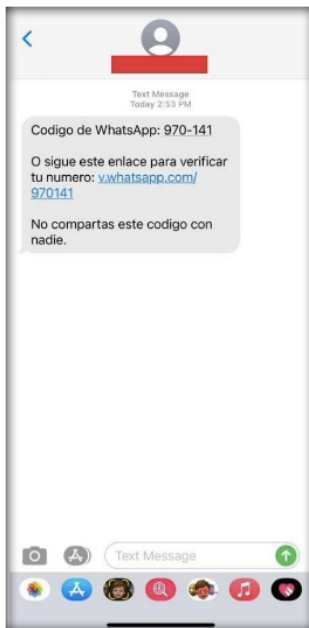 Text Message
Today 2:53 PM
Codigo de WhatsApp: 970-141
O sigue este enlace para verificar
tu numero: v.whatsapp.com/
970141
No compartas este codigo con
nadie.
Text Message